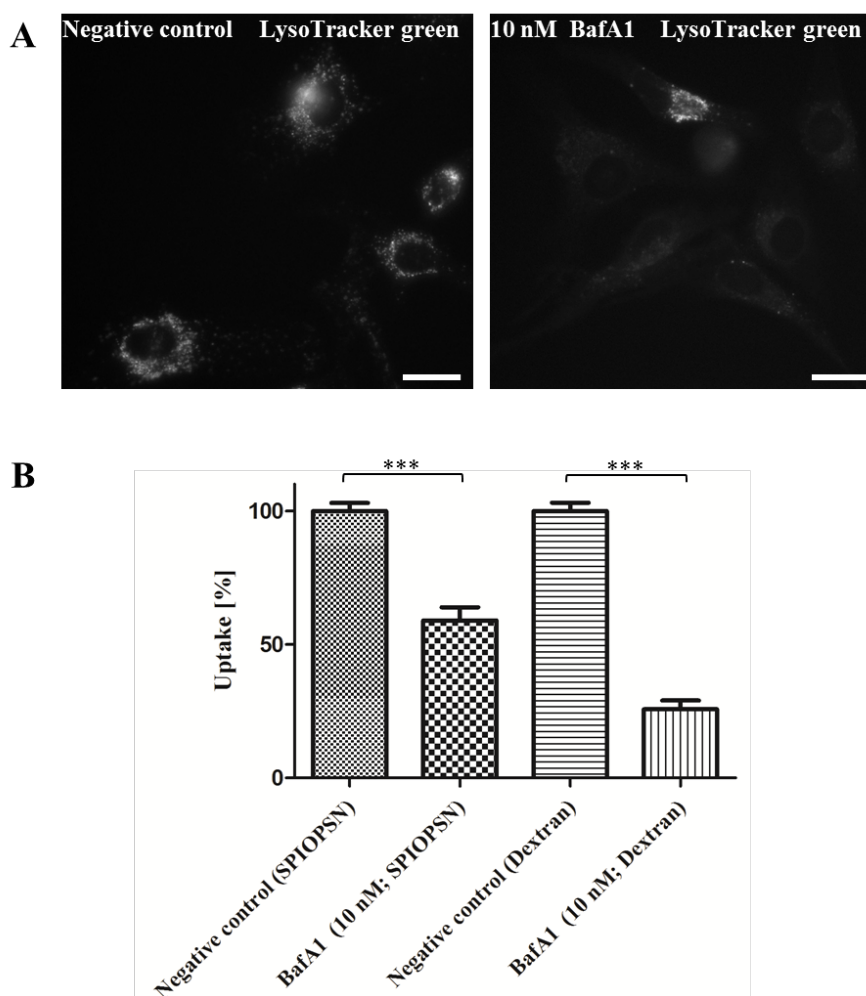 A
Negative control LysoTracker green
10 nM BafA1 LysoTracker green
B
*** ***
100
50
0
Uptake [%]
Negative control (SPIOPSN)
BafA1 (10 nM; SPIOPSN)
Negative control (Dextran)
BafA1 (10 nM; Dextran)